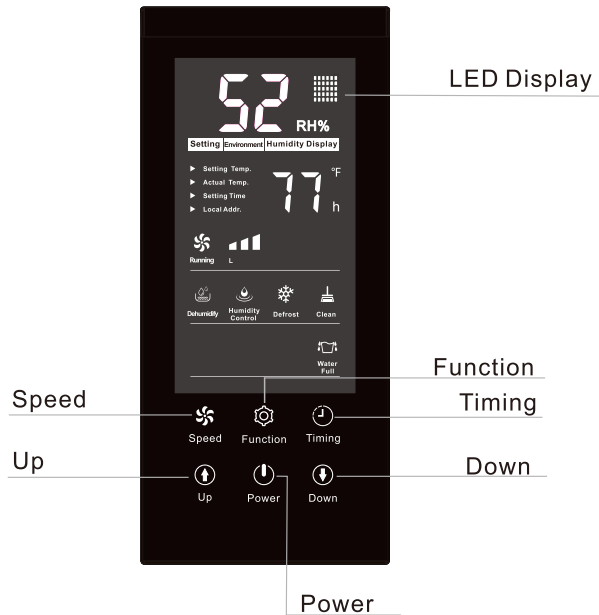 52
RH%
LED Display
Setting Environment Humidity Display
Setting Temp.
Actual Temp.
Setting Time
Local Addr.
77
°F
h
Running
L
Dehumidify Humidity Control Defrost Clean
Water
Full
Function
Speed
Timing
Speed Function Timing
Up
Down
Up Power Down
Power